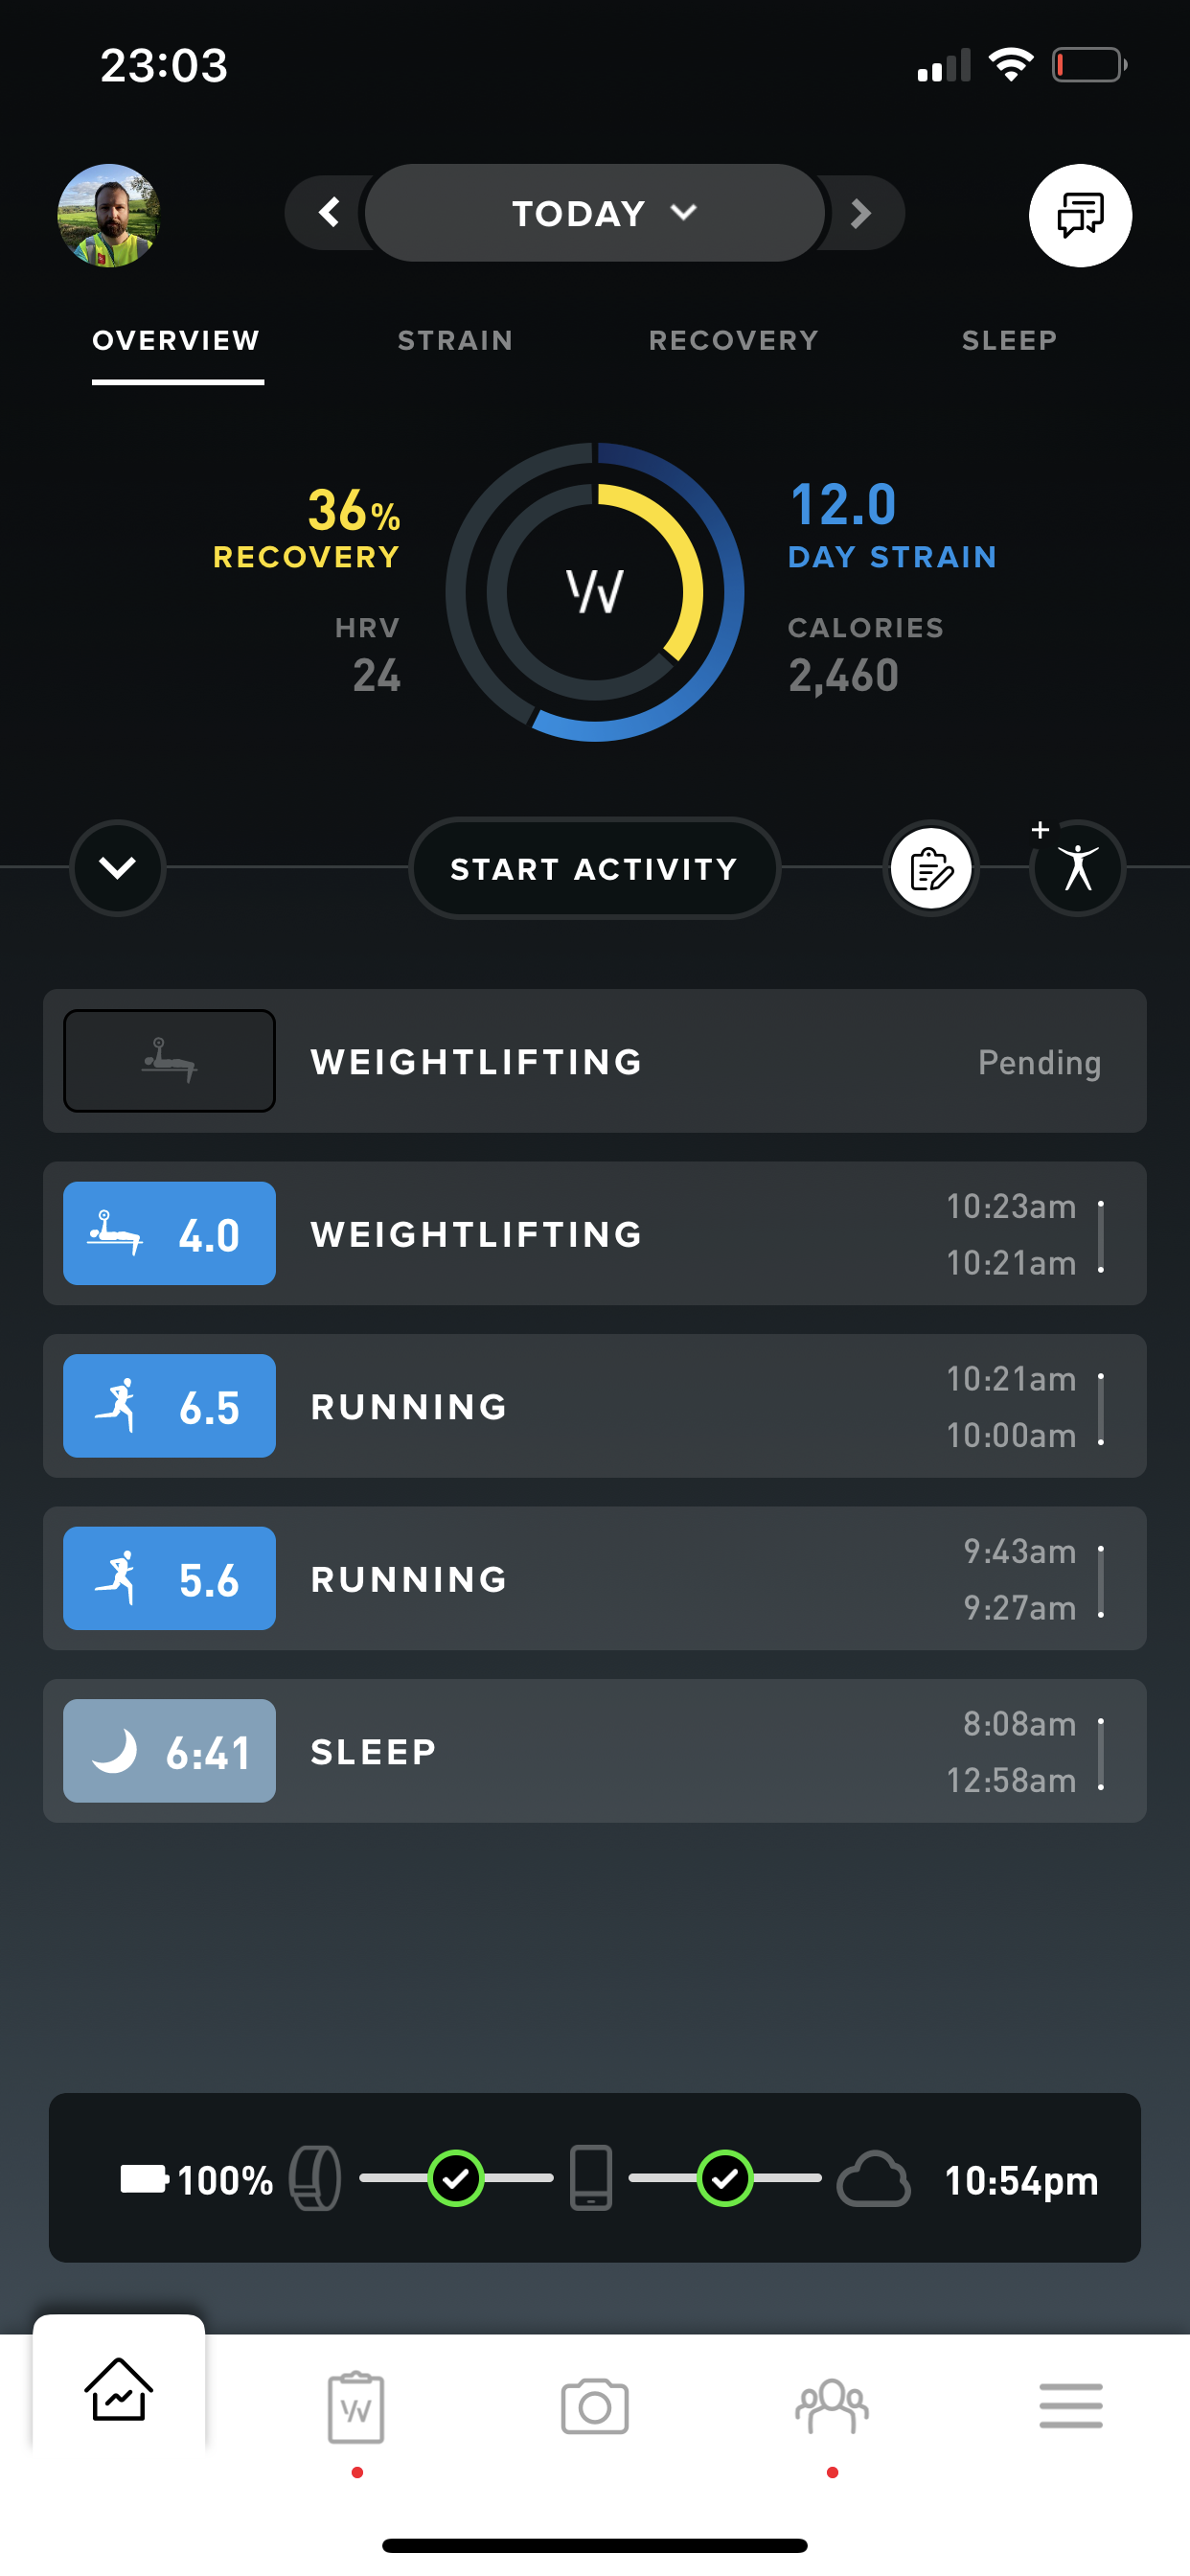 23:03
TODAY
OVERVIEW STRAIN RECOVERY SLEEP
36% 12.0
RECOVERY DAY STRAIN
HRV CALORIES
24 2,460
START ACTIVITY
WEIGHTLIFTING Pending
4.0 WEIGHTLIFTING 10:23am
10:21am
6.5 RUNNING 10:21am
10:00am
5.6 RUNNING 9:43am
9:27am
6:41 SLEEP 8:08am
12:58am
100% 10:54pm